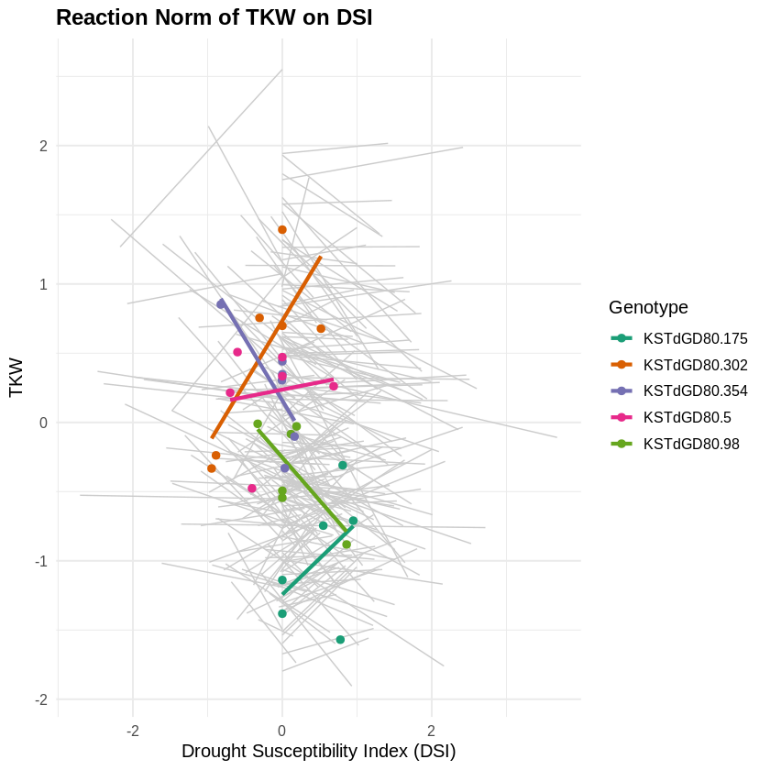 Reaction Norm of TKW on DSI
TKW
2
1
0
-1
-2
-2
0
2
Drought Susceptibility Index (DSI)
Genotype
KSTdGD80.175
KSTdGD80.302
KSTdGD80.354
KSTdGD80.5
KSTdGD80.98